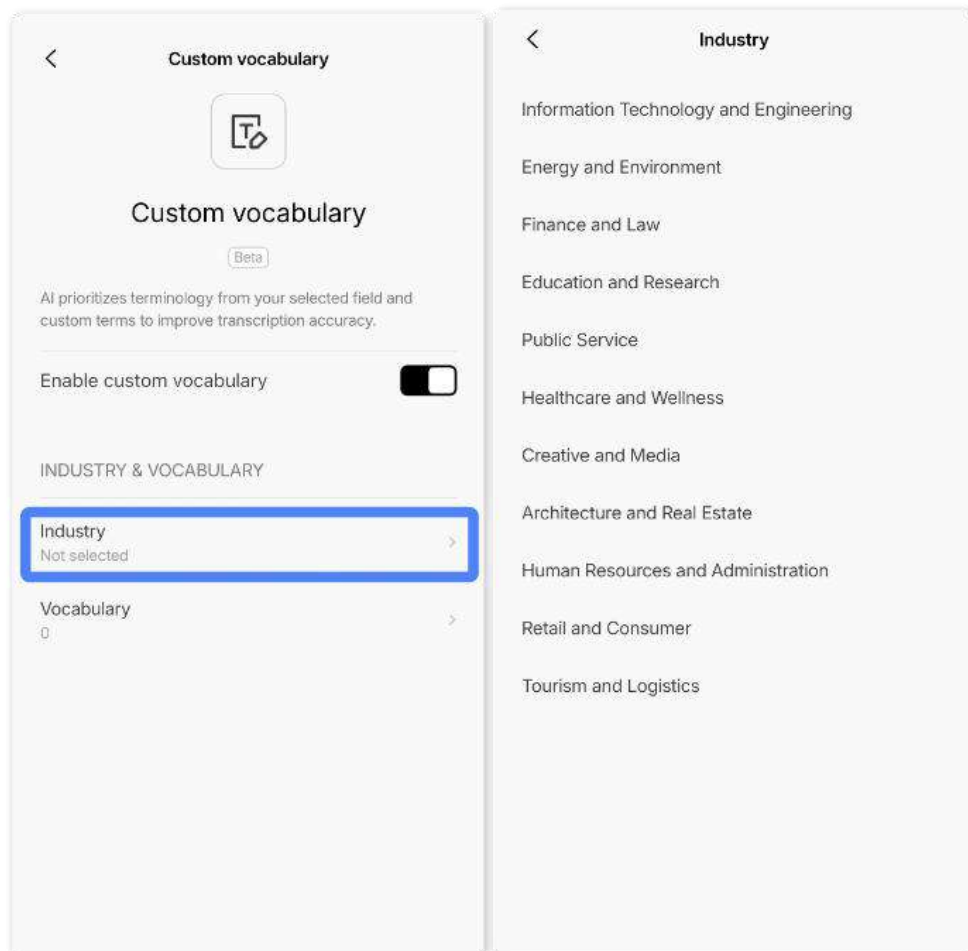 Custom vocabulary
T
Custom vocabulary
Beta
AI prioritizes terminology from your selected field and
custom terms to improve transcription accuracy.
Enable custom vocabulary
INDUSTRY & VOCABULARY
Industry
Not selected
Vocabulary
0
Industry
Information Technology and Engineering
Energy and Environment
Finance and Law
Education and Research
Public Service
Healthcare and Wellness
Creative and Media
Architecture and Real Estate
Human Resources and Administration
Retail and Consumer
Tourism and Logistics